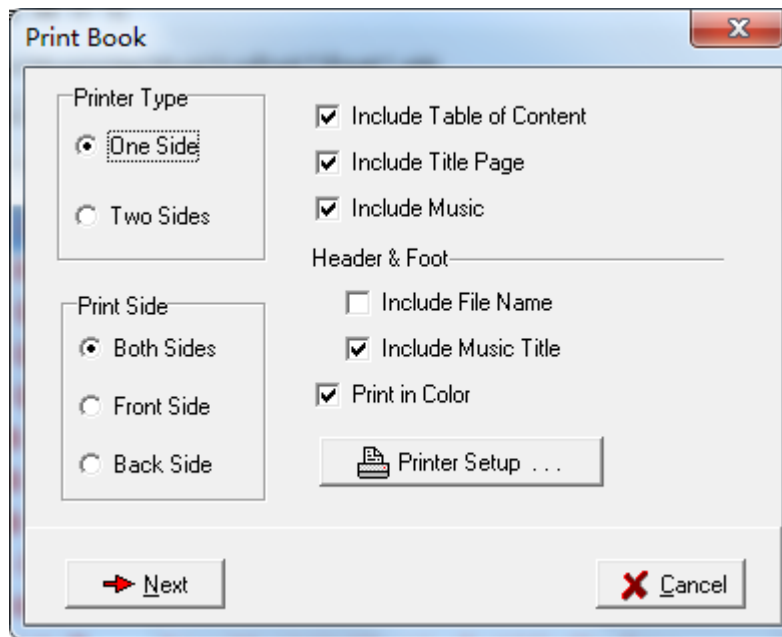 Print Book
Printer Type
One Side
Two Sides
Print Side
Both Sides
Front Side
Back Side
Include Table of Content
Include Title Page
Include Music
Header & Foot
Include File Name
Include Music Title
Print in Color
Printer Setup . . .
Next
Cancel